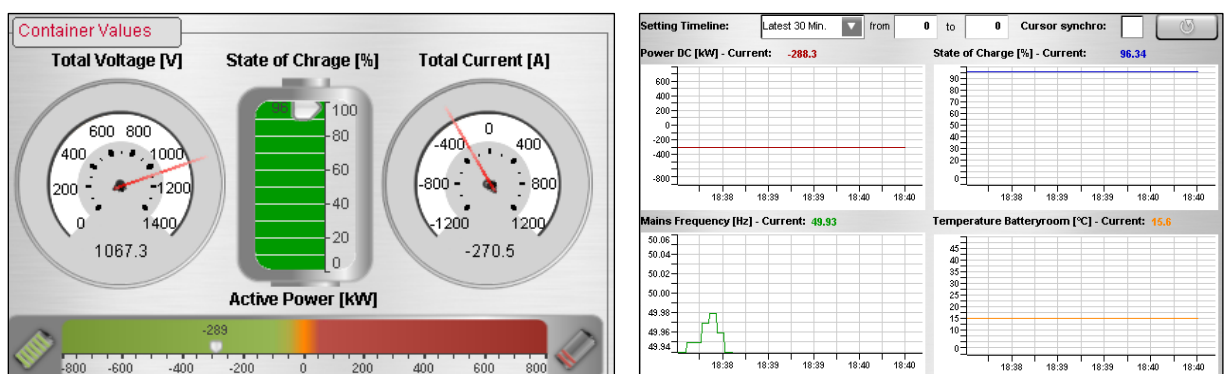 Container Values
Total Voltage [V]
State of Chrage [%]
Total Current [A]
0 200 400 600 800 1000 1200 1400
1067.3
96
100
80
60
40
20
0
-1200 -800 -400 0 400 800 1200
-270.5
Active Power [kW]
-289
-800 -600 -400 -200 0 200 400 600 800
Setting Timeline: Latest 30 Min. from 0 to 0 Cursor synchro:
Power DC [kW] - Current: -288.3
600
400
200
0
-200
-400
-800
18:38 18:39 18:39 18:40 18:40
State of Charge [%] - Current: 96.34
90
80
70
60
50
40
30
20
0
18:38 18:39 18:39 18:40 18:40
Mains Frequency [Hz] - Current: 49.93
50.06
50.04
50.02
50.00
49.98
49.96
49.94
18:38 18:39 18:39 18:40 18:40
Temperature Batteryroom [°C] - Current: 15.6
45
40
35
30
25
20
15
10
0
18:38 18:39 18:39 18:40 18:40